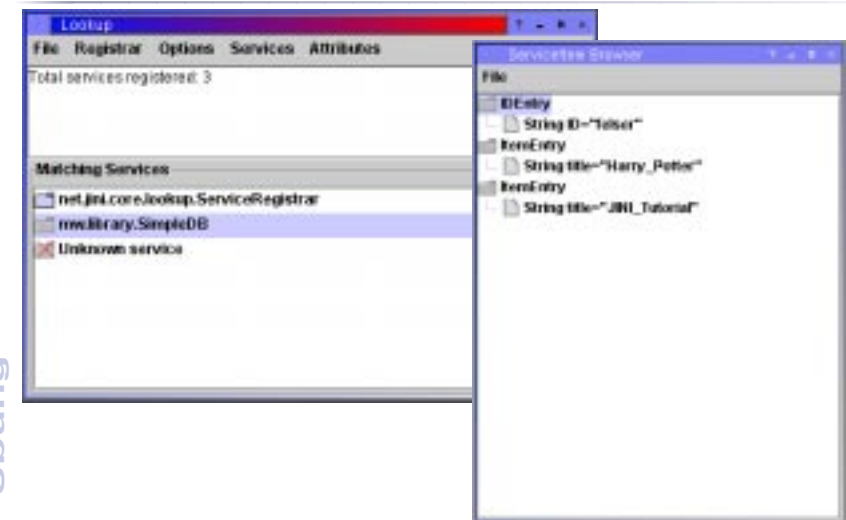 Lookup
File Registrar Options Services Attributes
Total services registered: 3
Matching Services
net.jini.core.lookup.ServiceRegistrar
mw.library.SimpleDB
Unknown service
ServiceItem Browser
File
IDEntry
String ID="felser"
ItemEntry
String title="Harry_Potter"
ItemEntry
String title="JINI_Tutorial"